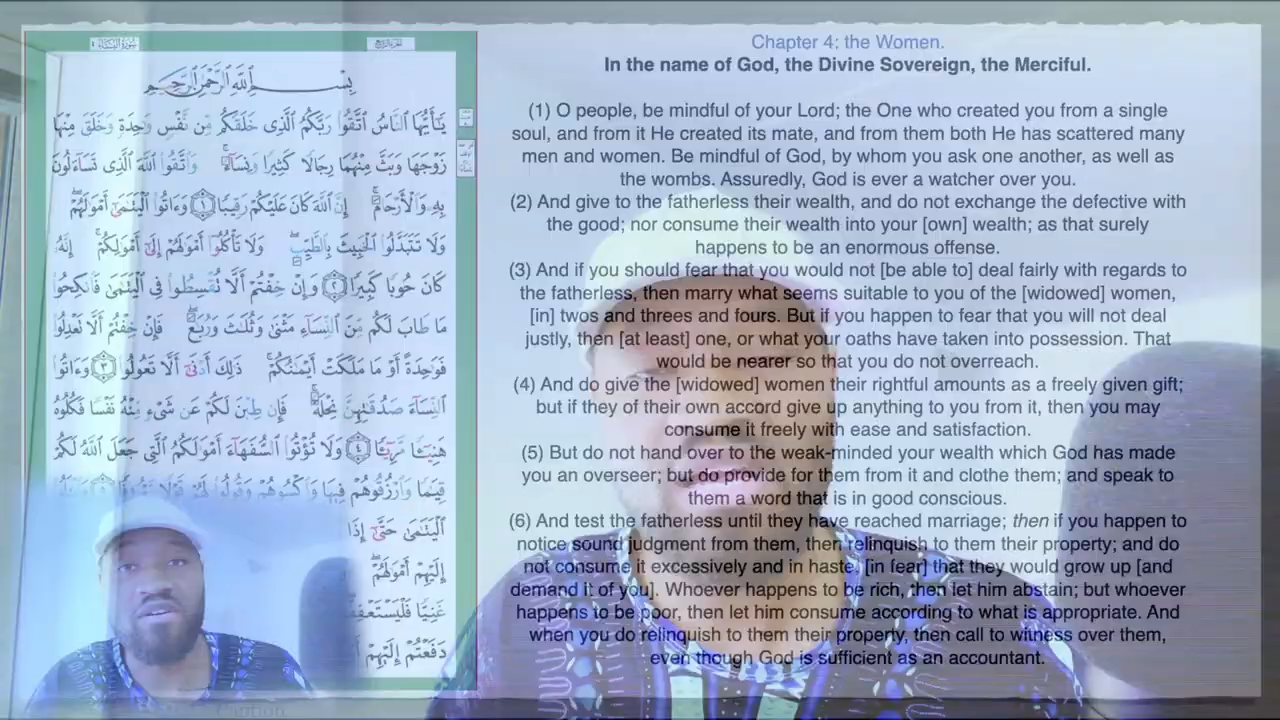 سُورَةُ النِّسَاءِ ٤
الجزء الرابع
بِسْمِ ٱللَّهِ ٱلرَّحْمَٰنِ ٱلرَّحِيمِ
يَٰٓأَيُّهَا ٱلنَّاسُ ٱتَّقُوا۟ رَبَّكُمُ ٱلَّذِى خَلَقَكُم مِّن نَّفْسٍ وَٰحِدَةٍ وَخَلَقَ مِنْهَا
زَوْجَهَا وَبَثَّ مِنْهُمَا رِجَالًا كَثِيرًا وَنِسَآءً ۚ وَٱتَّقُوا۟ ٱللَّهَ ٱلَّذِى تَسَآءَلُونَ
بِهِۦ وَٱلْأَرْحَامَ ۚ إِنَّ ٱللَّهَ كَانَ عَلَيْكُمْ رَقِيبًا ١ وَءَاتُوا۟ ٱلْيَتَٰمَىٰٓ أَمْوَٰلَهُمْ ۖ
وَلَا تَتَبَدَّلُوا۟ ٱلْخَبِيثَ بِٱلطَّيِّبِ ۖ وَلَا تَأْكُلُوٓا۟ أَمْوَٰلَهُمْ إِلَىٰٓ أَمْوَٰلِكُمْ ۚ إِنَّهُۥ
كَانَ حُوبًا كَبِيرًا ٢ وَإِنْ خِفْتُمْ أَلَّا تُقْسِطُوا۟ فِى ٱلْيَتَٰمَىٰ فَٱنكِحُوا۟
مَا طَابَ لَكُم مِّنَ ٱلنِّسَآءِ مَثْنَىٰ وَثُلَٰثَ وَرُبَٰعَ ۖ فَإِنْ خِفْتُمْ أَلَّا تَعْدِلُوا۟
فَوَٰحِدَةً أَوْ مَا مَلَكَتْ أَيْمَٰنُكُمْ ۚ ذَٰلِكَ أَدْنَىٰٓ أَلَّا تَعُولُوا۟ ٣ وَءَاتُوا۟
ٱلنِّسَآءَ صَدُقَٰتِهِنَّ نِحْلَةً ۚ فَإِن طِبْنَ لَكُمْ عَن شَىْءٍ مِّنْهُ نَفْسًا فَكُلُوهُ
هَنِيٓـًٔا مَّرِيٓـًٔا ٤ وَلَا تُؤْتُوا۟ ٱلسُّفَهَآءَ أَمْوَٰلَكُمُ ٱلَّتِى جَعَلَ ٱللَّهُ لَكُمْ
قِيَٰمًا وَٱرْزُقُوهُمْ فِيهَا وَٱكْسُوهُمْ وَقُولُوا۟ لَهُمْ قَوْلًا
ٱلْيَتَٰمَىٰ حَتَّىٰٓ إِذَا
إِلَيْهِمْ أَمْوَٰلَهُمْ ۖ
غَنِيًّا فَلْيَسْتَعْفِفْ
دَفَعْتُمْ إِلَيْهِمْ
Chapter 4: the Women.
In the name of God, the Divine Sovereign, the Merciful.
(1) O people, be mindful of your Lord; the One who created you from a single
soul, and from it He created its mate, and from them both He has scattered many
men and women. Be mindful of God, by whom you ask one another, as well as
the wombs. Assuredly, God is ever a watcher over you.
(2) And give to the fatherless their wealth, and do not exchange the defective with
the good; nor consume their wealth into your [own] wealth; as that surely
happens to be an enormous offense.
(3) And if you should fear that you would not [be able to] deal fairly with regards to
the fatherless, then marry what seems suitable to you of the [widowed] women,
[in] twos and threes and fours. But if you happen to fear that you will not deal
justly, then [at least] one, or what your oaths have taken into possession. That
would be nearer so that you do not overreach.
(4) And do give the [widowed] women their rightful amounts as a freely given gift;
but if they of their own accord give up anything to you from it, then you may
consume it freely with ease and satisfaction.
(5) But do not hand over to the weak-minded your wealth which God has made
you an overseer; but do provide for them from it and clothe them; and speak to
them a word that is in good conscious.
(6) And test the fatherless until they have reached marriage; then if you happen to
notice sound judgment from them, then relinquish to them their property; and do
not consume it excessively and in haste, [in fear] that they would grow up [and
demand it of you]. Whoever happens to be rich, then let him abstain; but whoever
happens to be poor, then let him consume according to what is appropriate. And
when you do relinquish to them their property, then call to witness over them,
even though God is sufficient as an accountant.